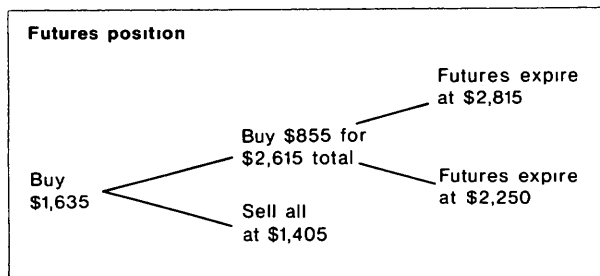 Futures position
Futures expire
at $2,815
Buy $855 for
$2,615 total
Futures expire
at $2,250
Buy
$1,635
Sell all
at $1,405